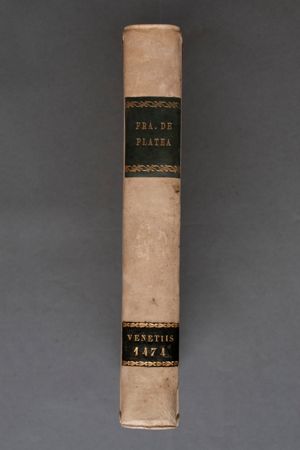 FRA. DE
PLATEA
VENETIIS
1474